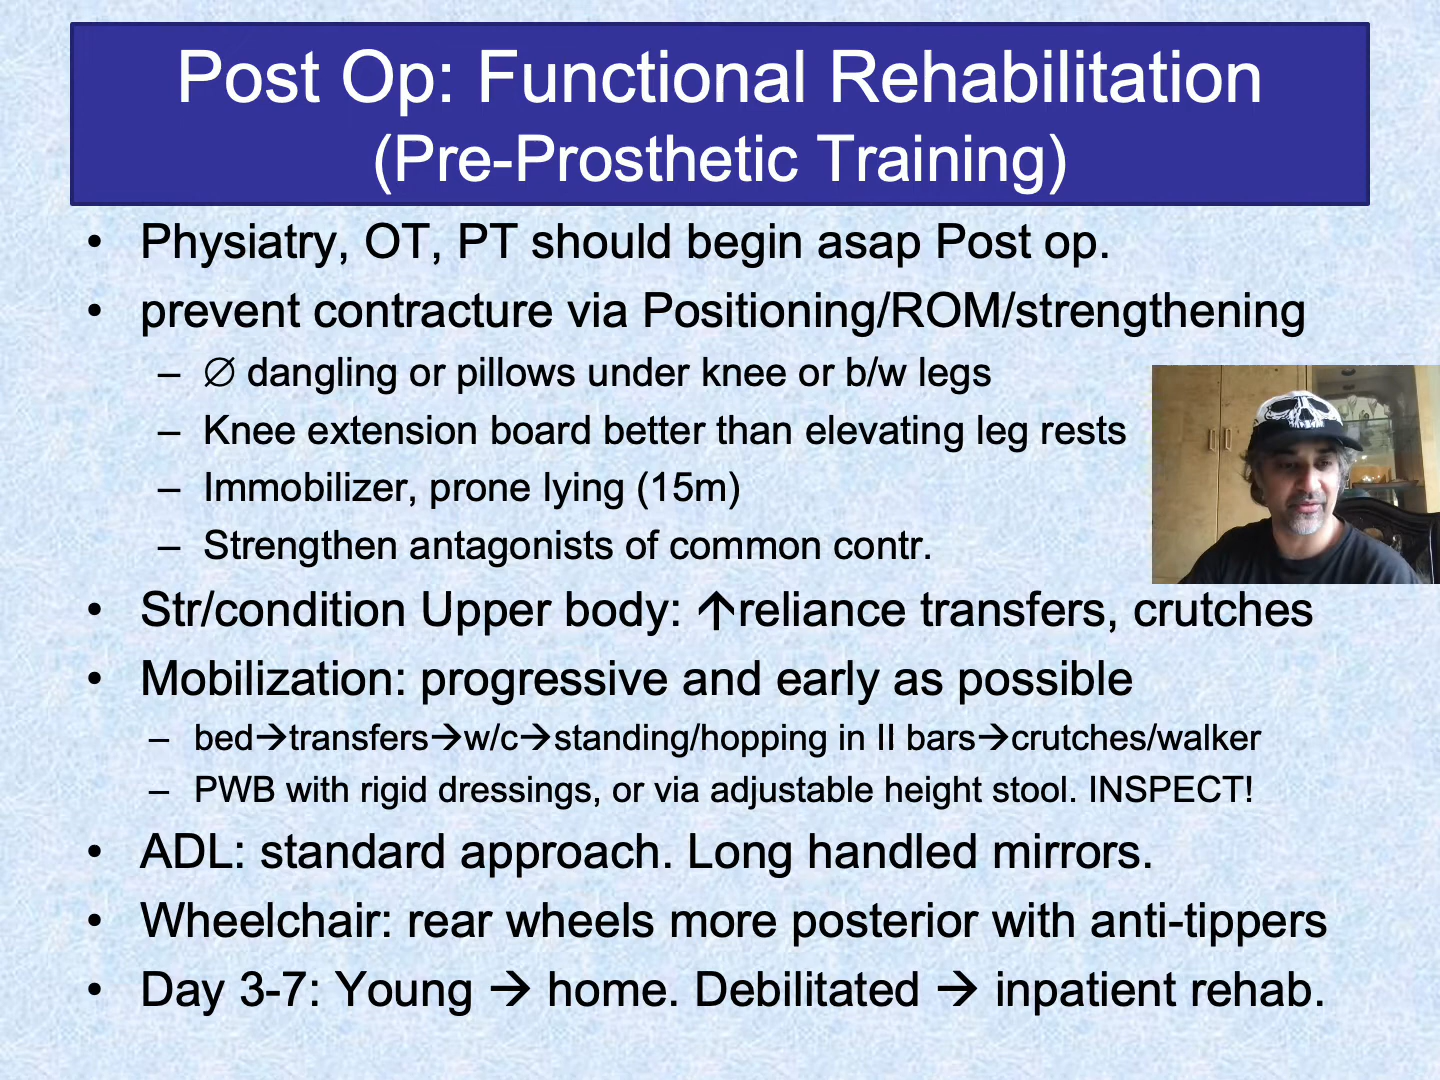 Post Op: Functional Rehabilitation
(Pre-Prosthetic Training)
• Physiatry, OT, PT should begin asap Post op.
• prevent contracture via Positioning/ROM/strengthening
– ∅ dangling or pillows under knee or b/w legs
– Knee extension board better than elevating leg rests
– Immobilizer, prone lying (15m)
– Strengthen antagonists of common contr.
• Str/condition Upper body: ↑reliance transfers, crutches
• Mobilization: progressive and early as possible
– bed→transfers→w/c→standing/hopping in II bars→crutches/walker
– PWB with rigid dressings, or via adjustable height stool. INSPECT!
• ADL: standard approach. Long handled mirrors.
• Wheelchair: rear wheels more posterior with anti-tippers
• Day 3-7: Young → home. Debilitated → inpatient rehab.